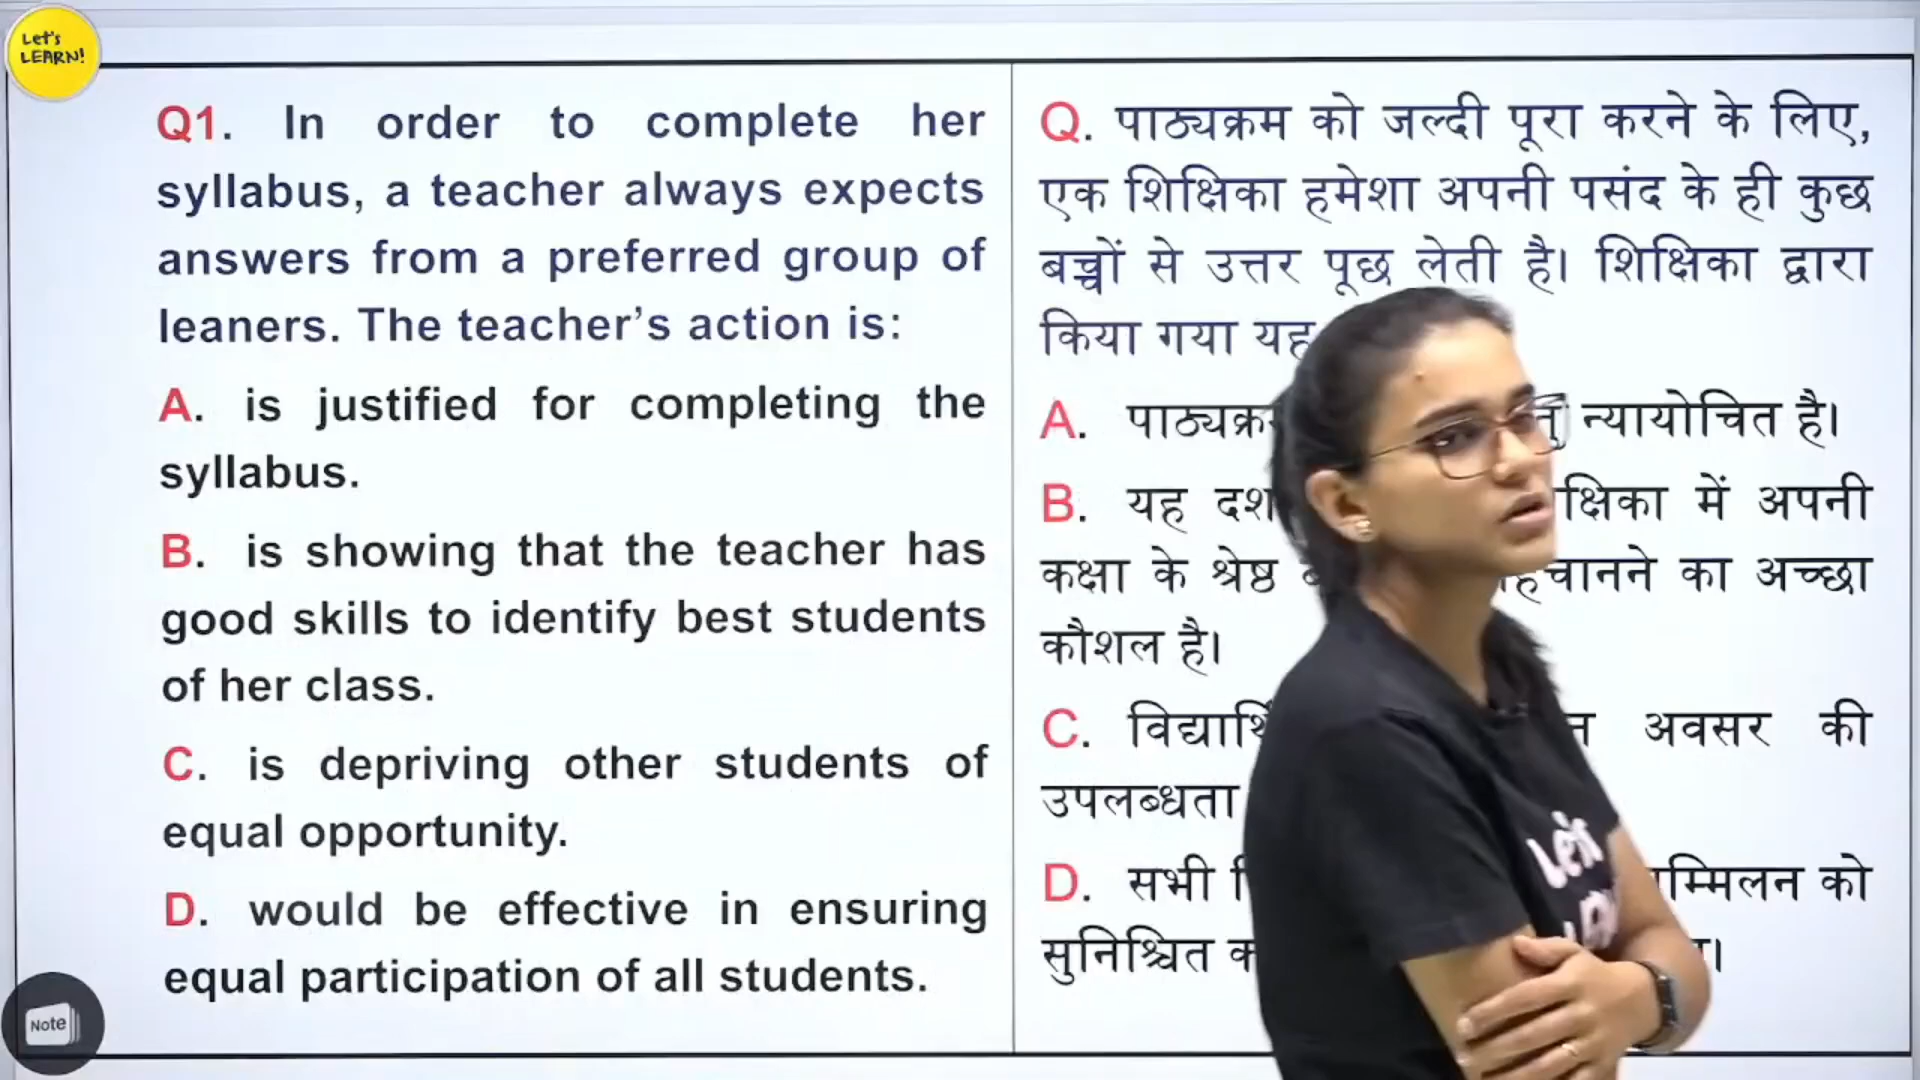 Let's
LEARN!
Q1. In order to complete her
syllabus, a teacher always expects
answers from a preferred group of
leaners. The teacher’s action is:
A. is justified for completing the
syllabus.
B. is showing that the teacher has
good skills to identify best students
of her class.
C. is depriving other students of
equal opportunity.
D. would be effective in ensuring
equal participation of all students.
Q. पाठ्यक्रम को जल्दी पूरा करने के लिए,
एक शिक्षिका हमेशा अपनी पसंद के ही कुछ
बच्चों से उत्तर पूछ लेती है। शिक्षिका द्वारा
किया गया यह
A. न्यायोचित है।
B. यह में अपनी
कक्षा के श्रेष्ठ का अच्छा
कौशल है।
C. अवसर की
उपलब्धता
D. सभी को
सुनिश्चित
Let's
Note